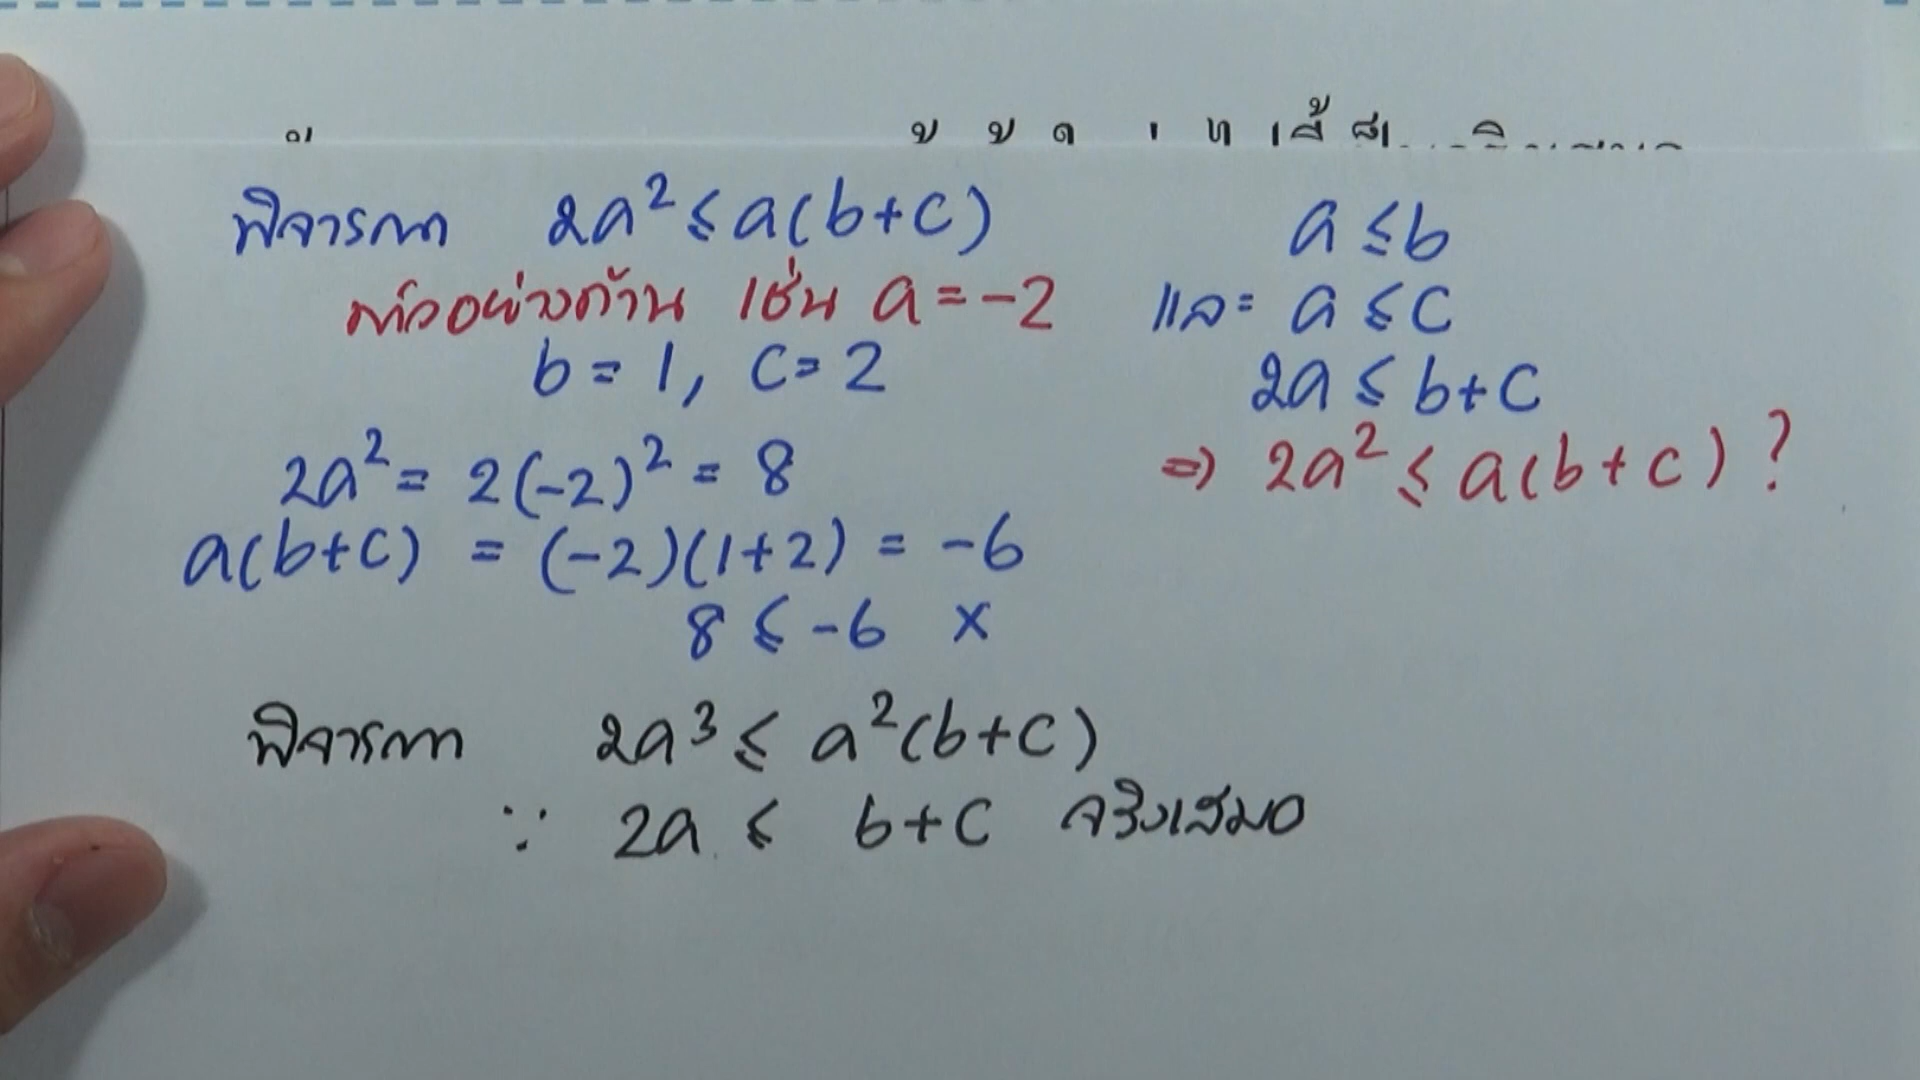 พิจารณา 2a² ≤ a(b+c)
ตัวอย่างค้าน เช่น a = -2
b = 1, c = 2
2a² = 2(-2)² = 8
a(b+c) = (-2)(1+2) = -6
8 ≤ -6 ×
a ≤ b
และ a ≤ c
2a ≤ b+c
⇒ 2a² ≤ a(b+c) ?
พิจารณา 2a³ ≤ a²(b+c)
∵ 2a ≤ b+c จริงเสมอ